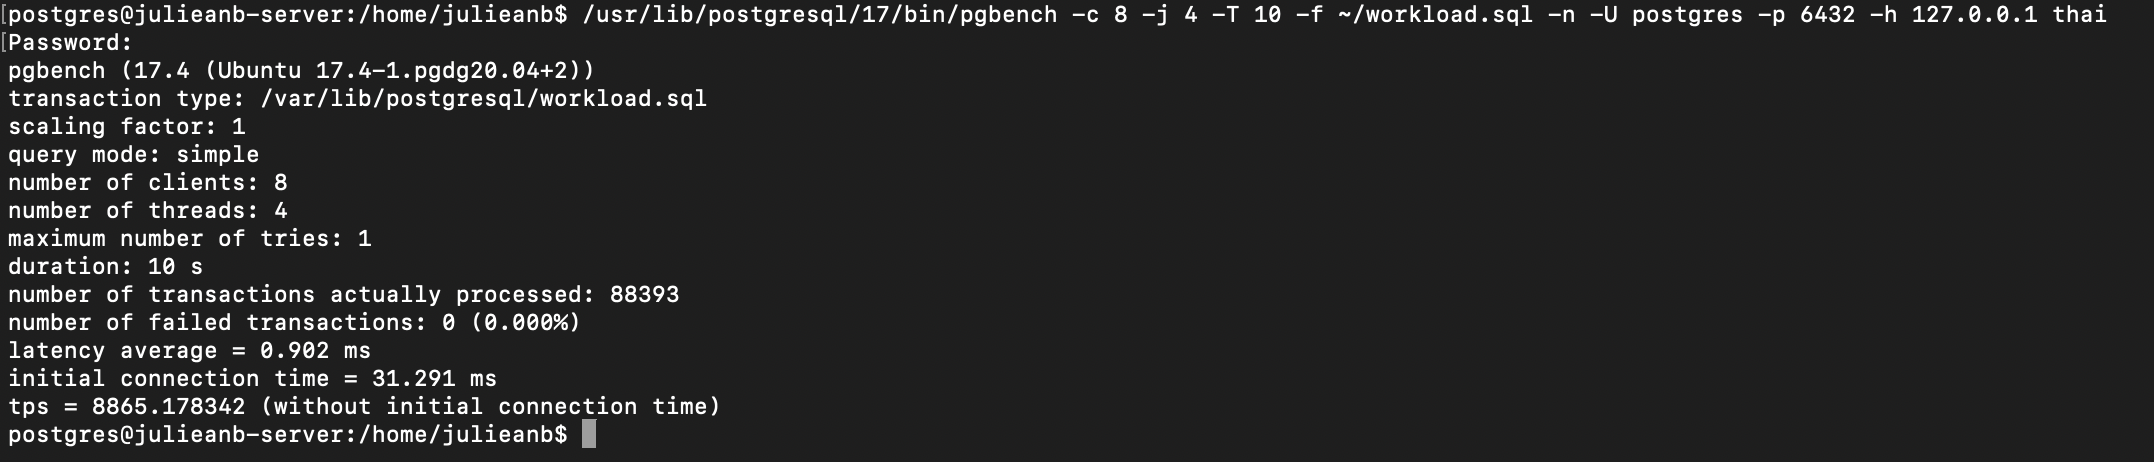 [postgres@julieanb-server:/home/julieanb$ /usr/lib/postgresql/17/bin/pgbench -c 8 -j 4 -T 10 -f ~/workload.sql -n -U postgres -p 6432 -h 127.0.0.1 thai
[Password:
pgbench (17.4 (Ubuntu 17.4-1.pgdg20.04+2))
transaction type: /var/lib/postgresql/workload.sql
scaling factor: 1
query mode: simple
number of clients: 8
number of threads: 4
maximum number of tries: 1
duration: 10 s
number of transactions actually processed: 88393
number of failed transactions: 0 (0.000%)
latency average = 0.902 ms
initial connection time = 31.291 ms
tps = 8865.178342 (without initial connection time)
postgres@julieanb-server:/home/julieanb$